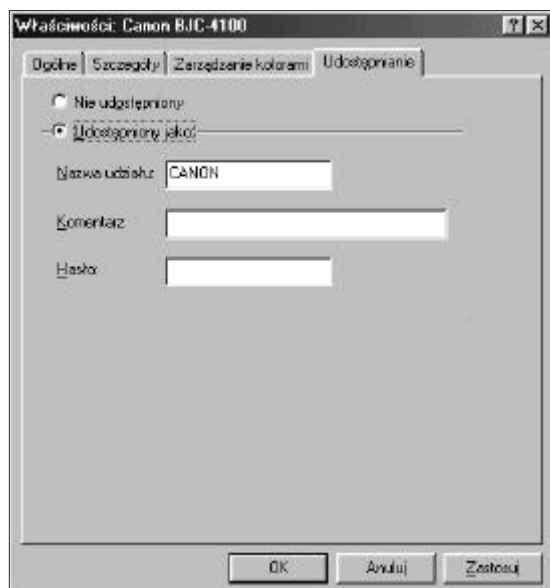 Właściwości: Canon BJC-4100
Ogólne Szczegóły Zarządzanie kolorami Udostępnianie
Nie udostępniony
Udostępniony jako:
Nazwa udziału: CANON
Komentarz:
Hasło:
OK Anuluj Zastosuj